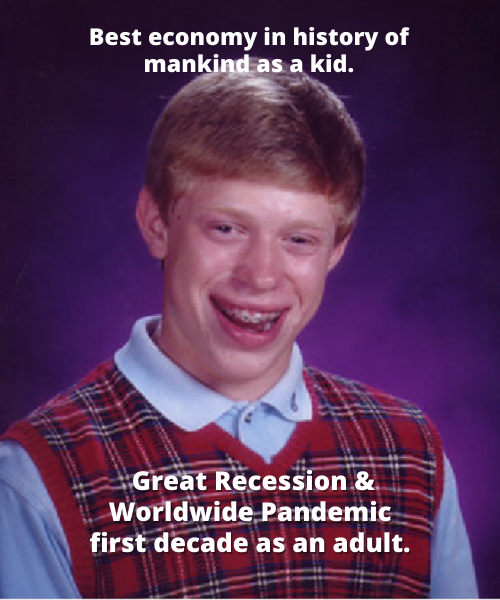 Best economy in history of
mankind as a kid.
Great Recession &
Worldwide Pandemic
first decade as an adult.